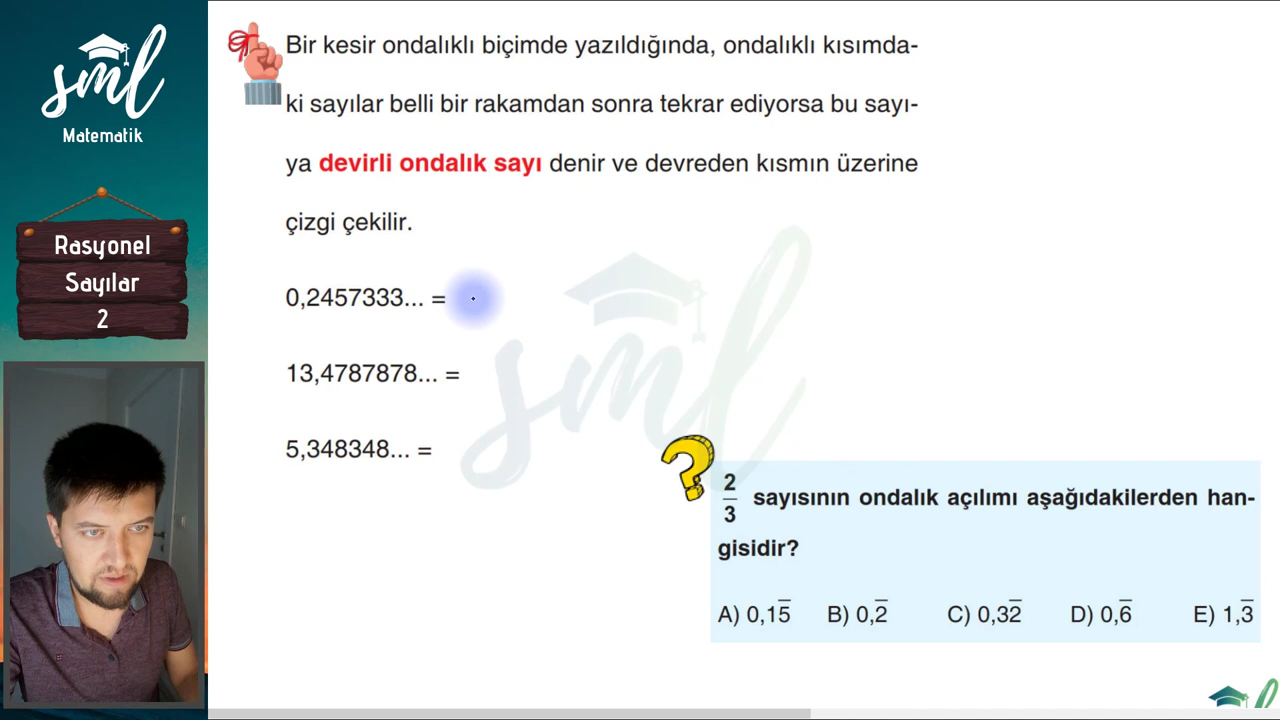 sml
Matematik
Rasyonel
Sayılar
2
Bir kesir ondalıklı biçimde yazıldığında, ondalıklı kısımda-
ki sayılar belli bir rakamdan sonra tekrar ediyorsa bu sayı-
ya devirli ondalık sayı denir ve devreden kısmın üzerine
çizgi çekilir.
0,2457333... =
13,4787878... =
5,348348... =
sml
?
2/3 sayısının ondalık açılımı aşağıdakilerden han-
gisidir?
A) 0,15̅ B) 0,2̅ C) 0,32̅ D) 0,6̅ E) 1,3̅